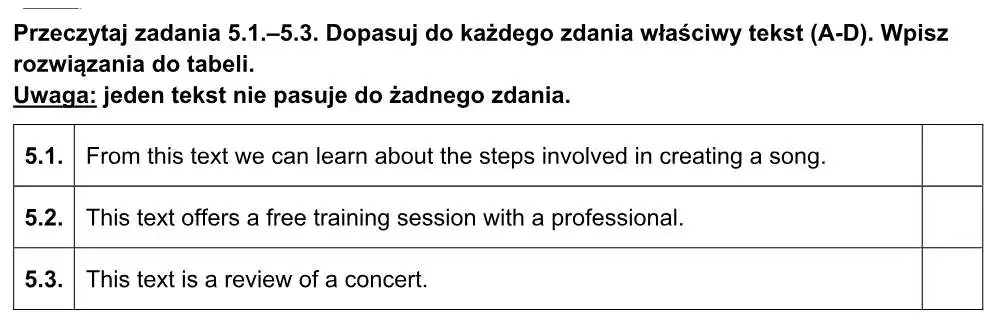 Przeczytaj zadania 5.1.–5.3. Dopasuj do każdego zdania właściwy tekst (A-D). Wpisz
rozwiązania do tabeli.
Uwaga: jeden tekst nie pasuje do żadnego zdania.
5.1. From this text we can learn about the steps involved in creating a song.
5.2. This text offers a free training session with a professional.
5.3. This text is a review of a concert.